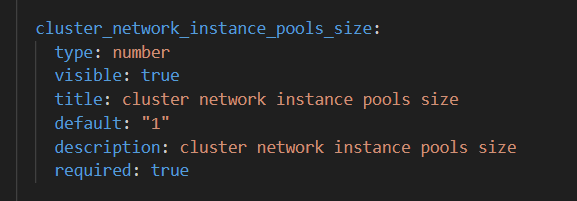 cluster_network_instance_pools_size:
type: number
visible: true
title: cluster network instance pools size
default: "1"
description: cluster network instance pools size
required: true